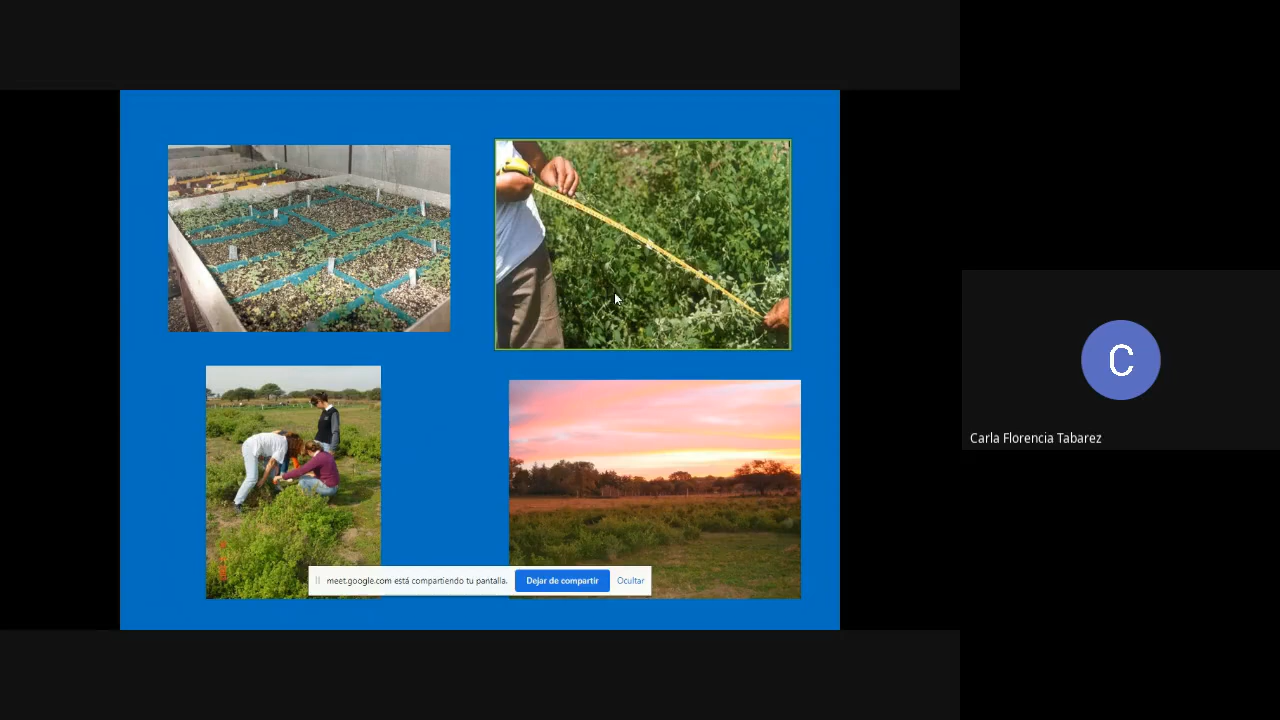 meet.google.com está compartiendo tu pantalla.
Dejar de compartir
Ocultar
C
Carla Florencia Tabarez